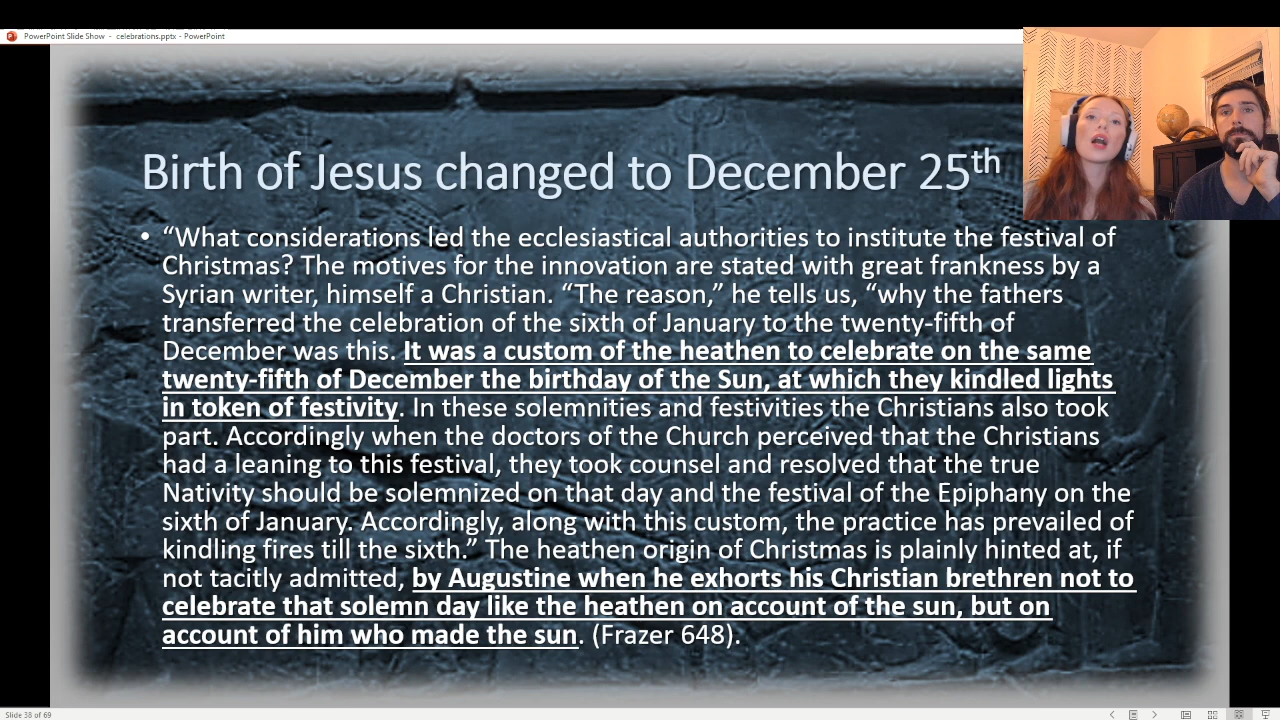 PowerPoint Slide Show - celebrations.pptx - PowerPoint
Birth of Jesus changed to December 25th
• “What considerations led the ecclesiastical authorities to institute the festival of
Christmas? The motives for the innovation are stated with great frankness by a
Syrian writer, himself a Christian. “The reason,” he tells us, “why the fathers
transferred the celebration of the sixth of January to the twenty-fifth of
December was this. It was a custom of the heathen to celebrate on the same
twenty-fifth of December the birthday of the Sun, at which they kindled lights
in token of festivity. In these solemnities and festivities the Christians also took
part. Accordingly when the doctors of the Church perceived that the Christians
had a leaning to this festival, they took counsel and resolved that the true
Nativity should be solemnized on that day and the festival of the Epiphany on the
sixth of January. Accordingly, along with this custom, the practice has prevailed of
kindling fires till the sixth.” The heathen origin of Christmas is plainly hinted at, if
not tacitly admitted, by Augustine when he exhorts his Christian brethren not to
celebrate that solemn day like the heathen on account of the sun, but on
account of him who made the sun. (Frazer 648).
Slide 38 of 69